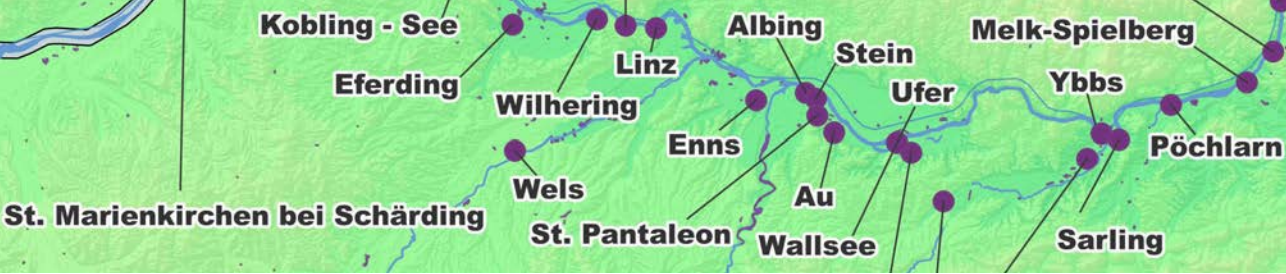 Kobling - See
Albing
Melk-Spielberg
Stein
Linz
Eferding
Ufer
Ybbs
Wilhering
Enns
Pöchlarn
Wels
Au
St. Marienkirchen bei Schärding
St. Pantaleon
Wallsee
Sarling